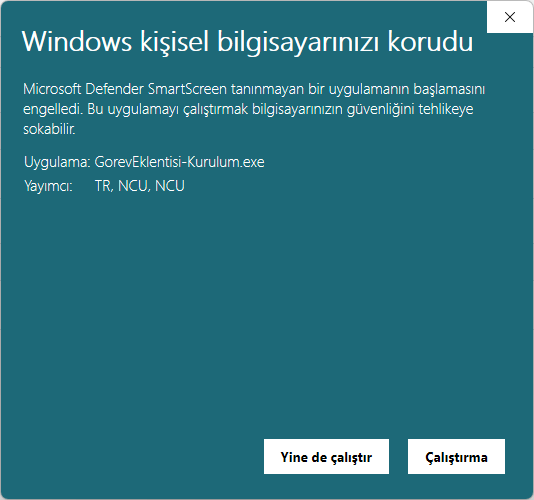 Windows kişisel bilgisayarınızı korudu
Microsoft Defender SmartScreen tanınmayan bir uygulamanın başlamasını
engelledi. Bu uygulamayı çalıştırmak bilgisayarınızın güvenliğini tehlikeye
sokabilir.
Uygulama: GorevEklentisi-Kurulum.exe
Yayımcı: TR, NCU, NCU
Yine de çalıştır
Çalıştırma